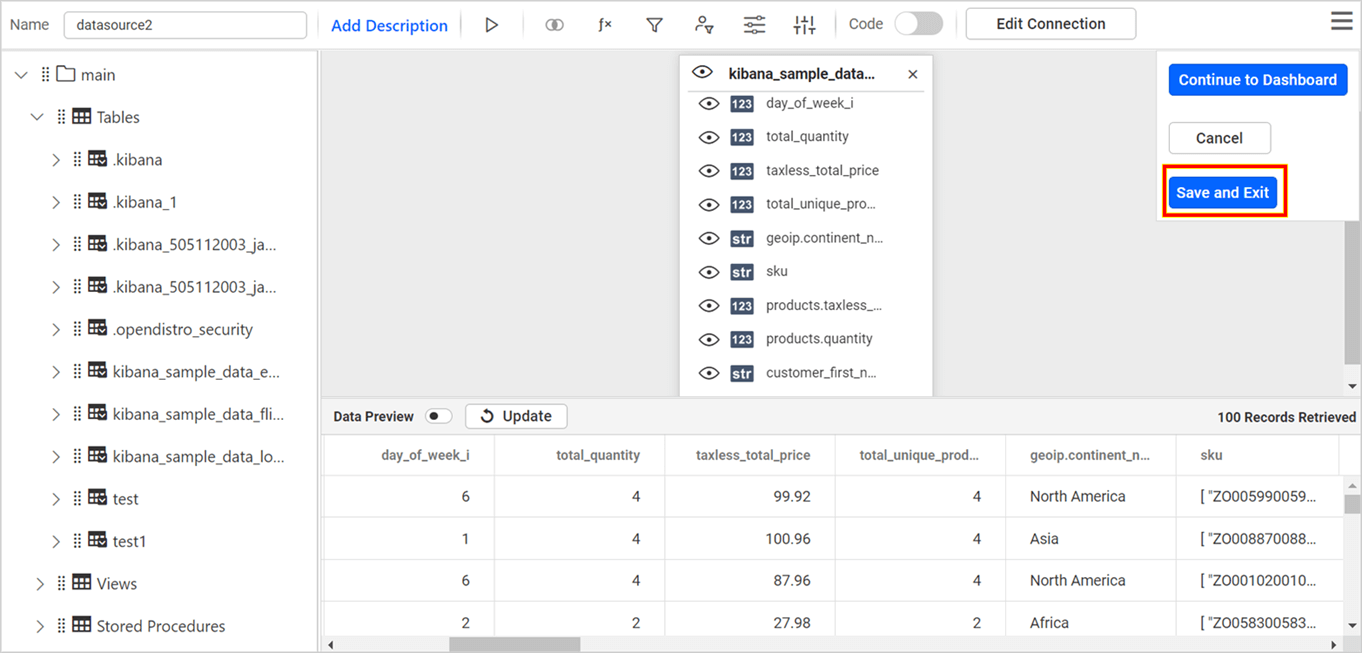 Name datasource2 Add Description f× Code Edit Connection
main
Tables
.kibana
.kibana_1
.kibana_505112003_ja...
.kibana_505112003_ja...
.opendistro_security
kibana_sample_data_e...
kibana_sample_data_fli...
kibana_sample_data_lo...
test
test1
Views
Stored Procedures
kibana_sample_data...
123 day_of_week_i
123 total_quantity
123 taxless_total_price
123 total_unique_pro...
str geoip.continent_n...
str sku
123 products.taxless_...
123 products.quantity
str customer_first_n...
Continue to Dashboard
Cancel
Save and Exit
Data Preview Update 100 Records Retrieved
day_of_week_i total_quantity taxless_total_price total_unique_prod... geoip.continent_n... sku
6 4 99.92 4 North America [ "ZO005990059...
1 4 100.96 4 Asia [ "ZO008870088...
6 4 87.96 4 North America [ "ZO001020010...
2 2 27.98 2 Africa [ "ZO058300583...